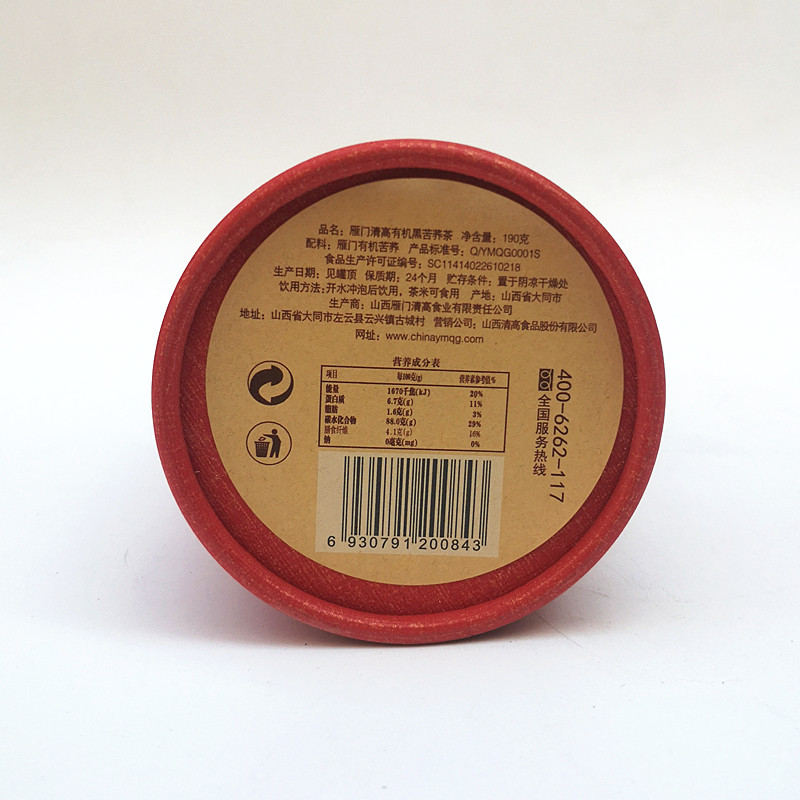 品名：雁门清高有机黑苦荞茶 净含量：190克
配料：雁门有机苦荞 产品标准号：Q/YMQG0001S
食品生产许可证编号：SC11414022610218
生产日期：见罐顶 保质期：24个月 贮存条件：置于阴凉干燥处
饮用方法：开水冲泡后饮用，茶米可食用 产地：山西省大同市
生产商：山西雁门清高食业有限责任公司
地址：山西省大同市左云县云兴镇古城村 营销公司：山西清高食品股份有限公司
网址：www.chinaymqg.com
营养成分表
项目 每100克(g) 营养素参考值%
能量 1670千焦(kJ) 20%
蛋白质 6.7克(g) 11%
脂肪 1.6克(g) 3%
碳水化合物 88.0克(g) 29%
膳食纤维 4.1克(g) 16%
钠 0毫克(mg) 0%
400-6262-117
全国服务热线
6 930791 200843